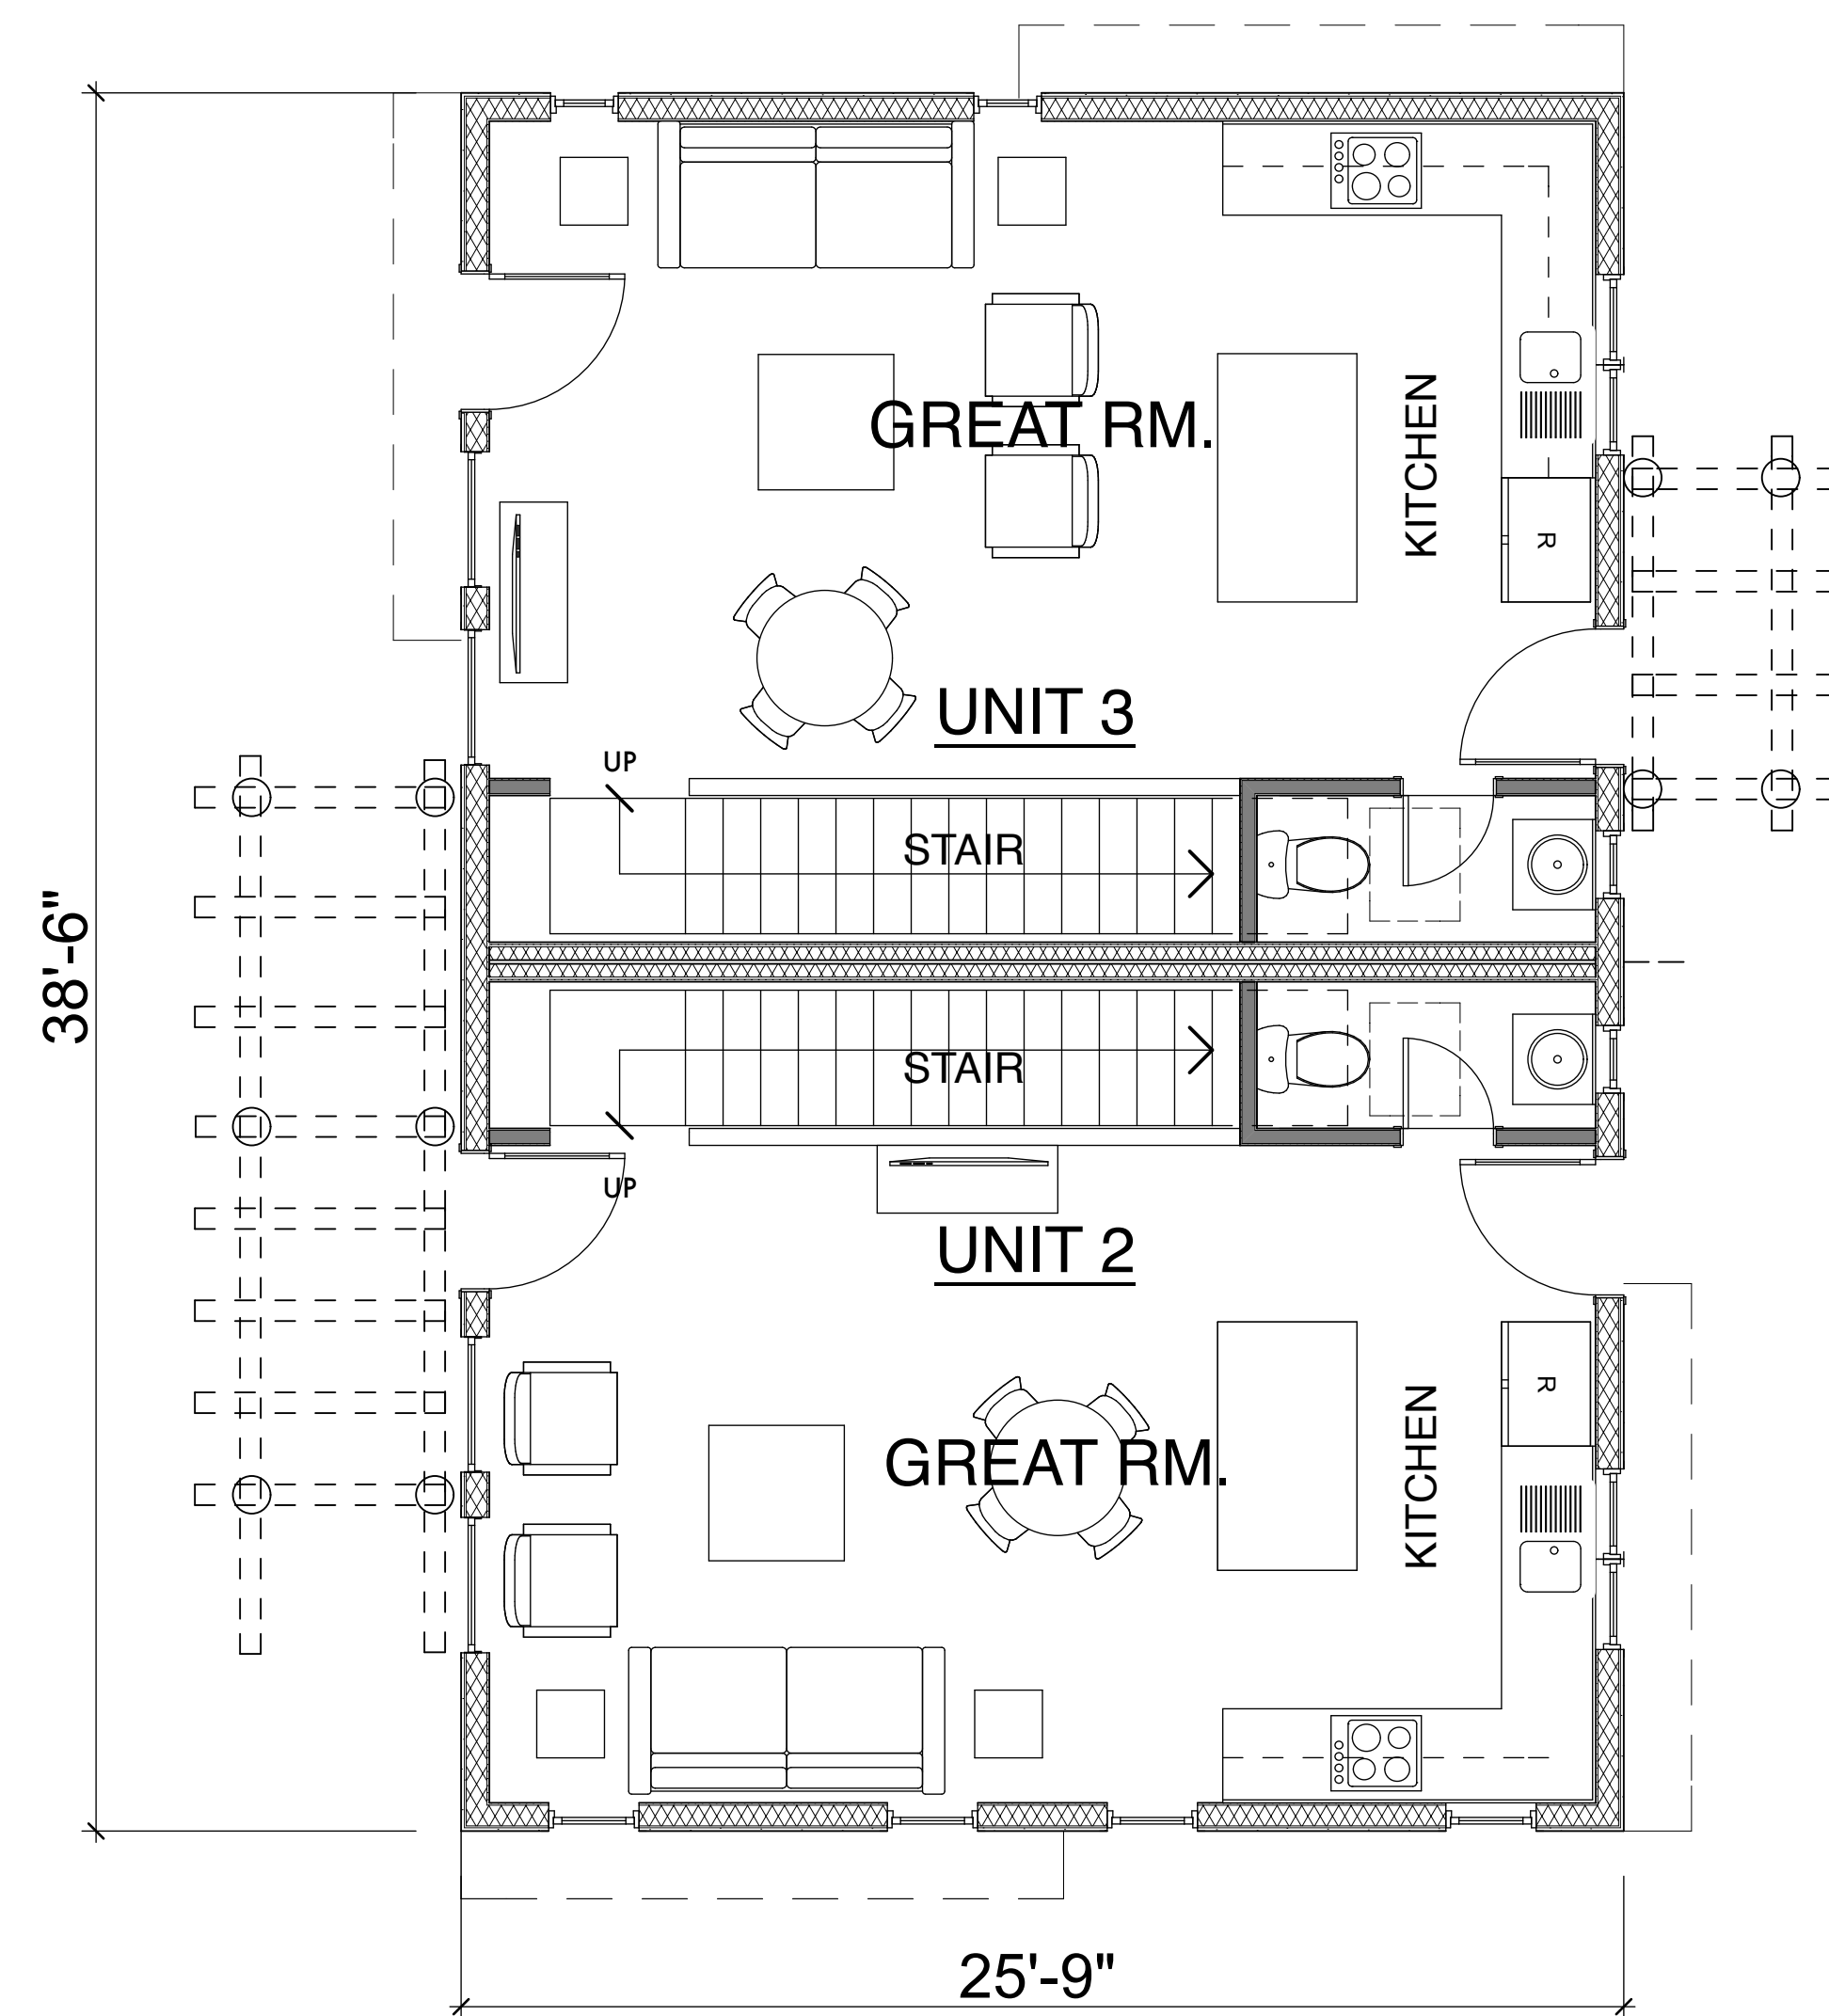 GREAT RM.
KITCHEN
R
UNIT 3
UP
STAIR
38'-6"
STAIR
UP
UNIT 2
R
GREAT RM.
KITCHEN
25'-9"